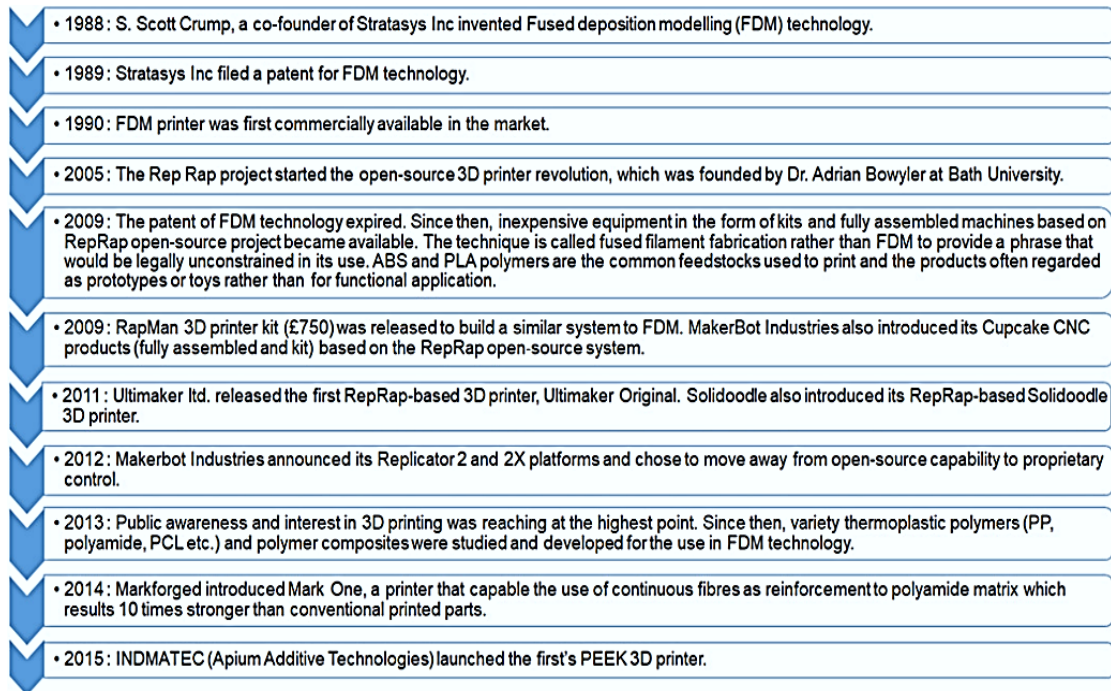 • 1988: S. Scott Crump, a co-founder of Stratasys Inc invented Fused deposition modelling (FDM) technology.
• 1989: Stratasys Inc filed a patent for FDM technology.
• 1990: FDM printer was first commercially available in the market.
• 2005: The Rep Rap project started the open-source 3D printer revolution, which was founded by Dr. Adrian Bowyler at Bath University.
• 2009: The patent of FDM technology expired. Since then, inexpensive equipment in the form of kits and fully assembled machines based on
RepRap open-source project became available. The technique is called fused filament fabrication rather than FDM to provide a phrase that
would be legally unconstrained in its use. ABS and PLA polymers are the common feedstocks used to print and the products often regarded
as prototypes or toys rather than for functional application.
• 2009: RapMan 3D printer kit (£750) was released to build a similar system to FDM. MakerBot Industries also introduced its Cupcake CNC
products (fully assembled and kit) based on the RepRap open-source system.
• 2011: Ultimaker ltd. released the first RepRap-based 3D printer, Ultimaker Original. Solidoodle also introduced its RepRap-based Solidoodle
3D printer.
• 2012: Makerbot Industries announced its Replicator 2 and 2X platforms and chose to move away from open-source capability to proprietary
control.
• 2013: Public awareness and interest in 3D printing was reaching at the highest point. Since then, variety thermoplastic polymers (PP,
polyamide, PCL etc.) and polymer composites were studied and developed for the use in FDM technology.
• 2014: Markforged introduced Mark One, a printer that capable the use of continuous fibres as reinforcement to polyamide matrix which
results 10 times stronger than conventional printed parts.
• 2015: INDMATEC (Apium Additive Technologies) launched the first's PEEK 3D printer.